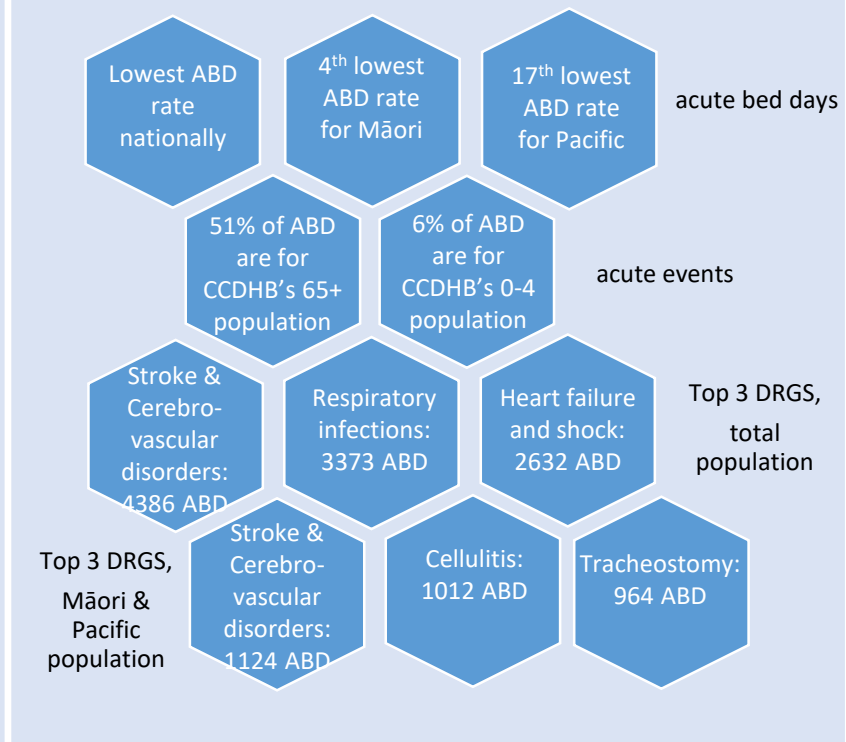 Lowest ABD
rate
nationally
4th lowest
ABD rate
for Māori
17th lowest
ABD rate
for Pacific
acute bed days
51% of ABD
are for
CCDHB’s 65+
population
6% of ABD
are for
CCDHB’s 0-4
population
acute events
Stroke &
Cerebro-
vascular
disorders:
4386 ABD
Respiratory
infections:
3373 ABD
Heart failure
and shock:
2632 ABD
Top 3 DRGS,
total
population
Top 3 DRGS,
Māori &
Pacific
population
Stroke &
Cerebro-
vascular
disorders:
1124 ABD
Cellulitis:
1012 ABD
Tracheostomy:
964 ABD